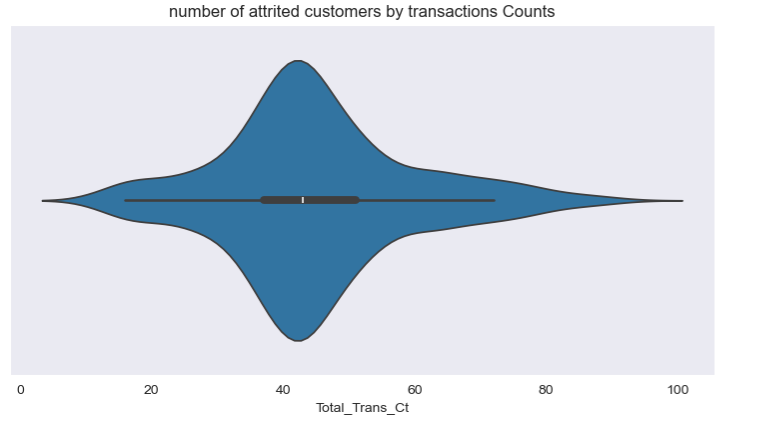 number of attrited customers by transactions Counts
0 20 40 60 80 100
Total_Trans_Ct